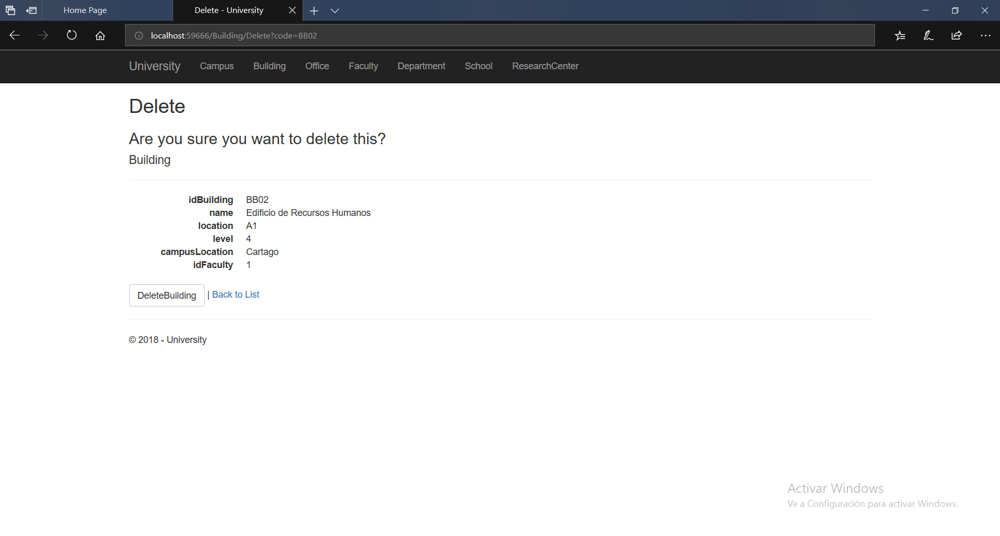 Home Page
Delete - University
localhost:59666/Building/Delete?code=BB02
University Campus Building Office Faculty Department School ResearchCenter
Delete
Are you sure you want to delete this?
Building
idBuilding BB02
name Edificio de Recursos Humanos
location A1
level 4
campusLocation Cartago
idFaculty 1
DeleteBuilding | Back to List
© 2018 - University
Activar Windows
Ve a Configuración para activar Windows.